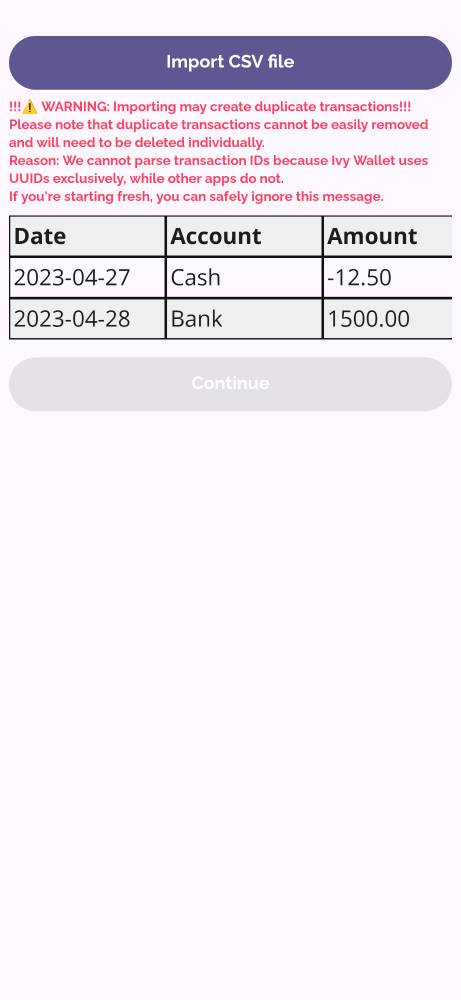 Import CSV file
!!!⚠️ WARNING: Importing may create duplicate transactions!!!
Please note that duplicate transactions cannot be easily removed
and will need to be deleted individually.
Reason: We cannot parse transaction IDs because Ivy Wallet uses
UUIDs exclusively, while other apps do not.
If you're starting fresh, you can safely ignore this message.
Date Account Amount
2023-04-27 Cash -12.50
2023-04-28 Bank 1500.00
Continue